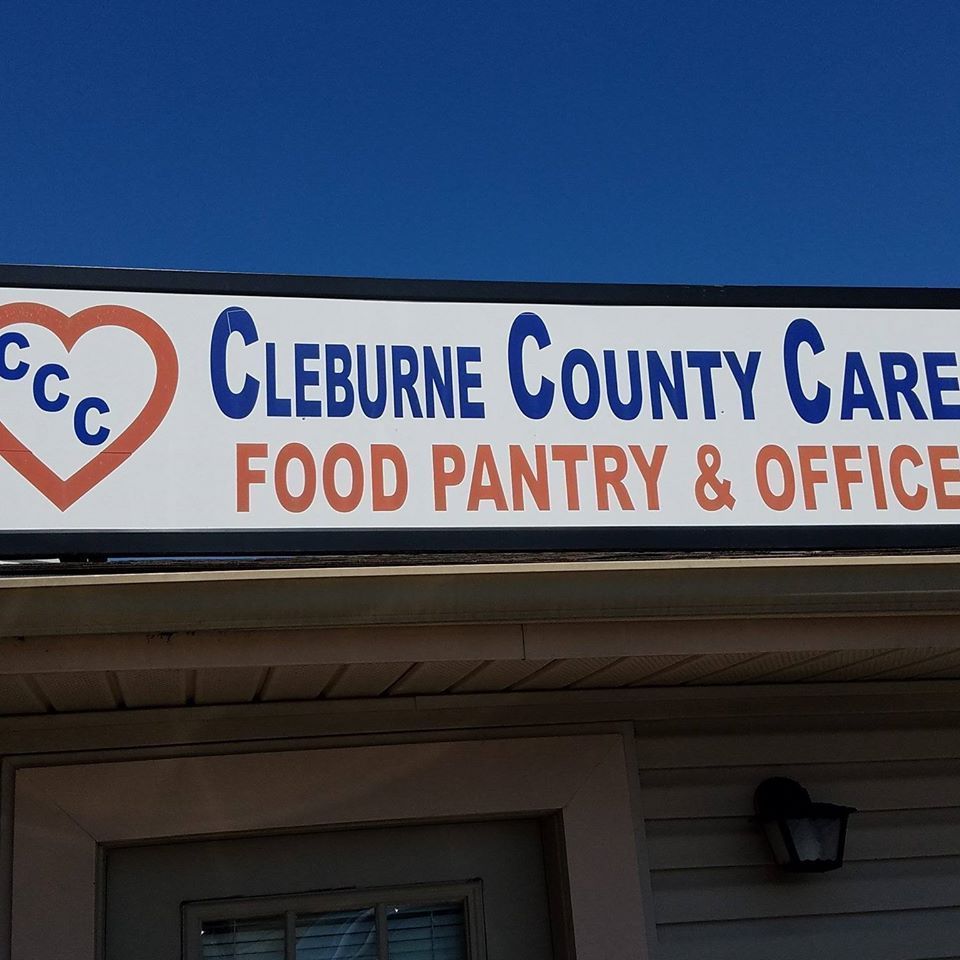 CCC
CLEBURNE COUNTY CARE
FOOD PANTRY & OFFICE